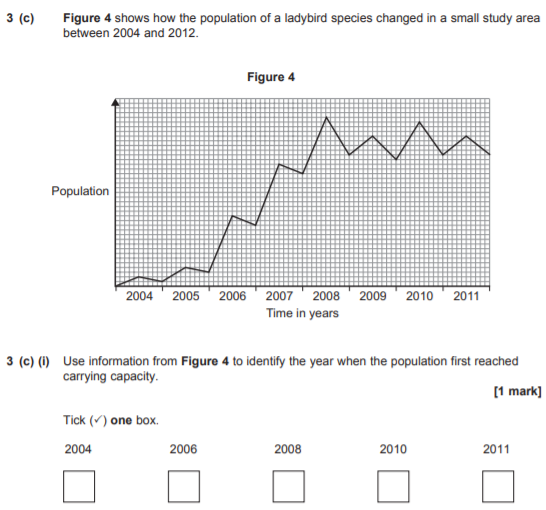 3 (c) Figure 4 shows how the population of a ladybird species changed in a small study area
between 2004 and 2012.
Figure 4
Population
2004 2005 2006 2007 2008 2009 2010 2011
Time in years
3 (c) (i) Use information from Figure 4 to identify the year when the population first reached
carrying capacity.
[1 mark]
Tick (✓) one box.
2004 2006 2008 2010 2011